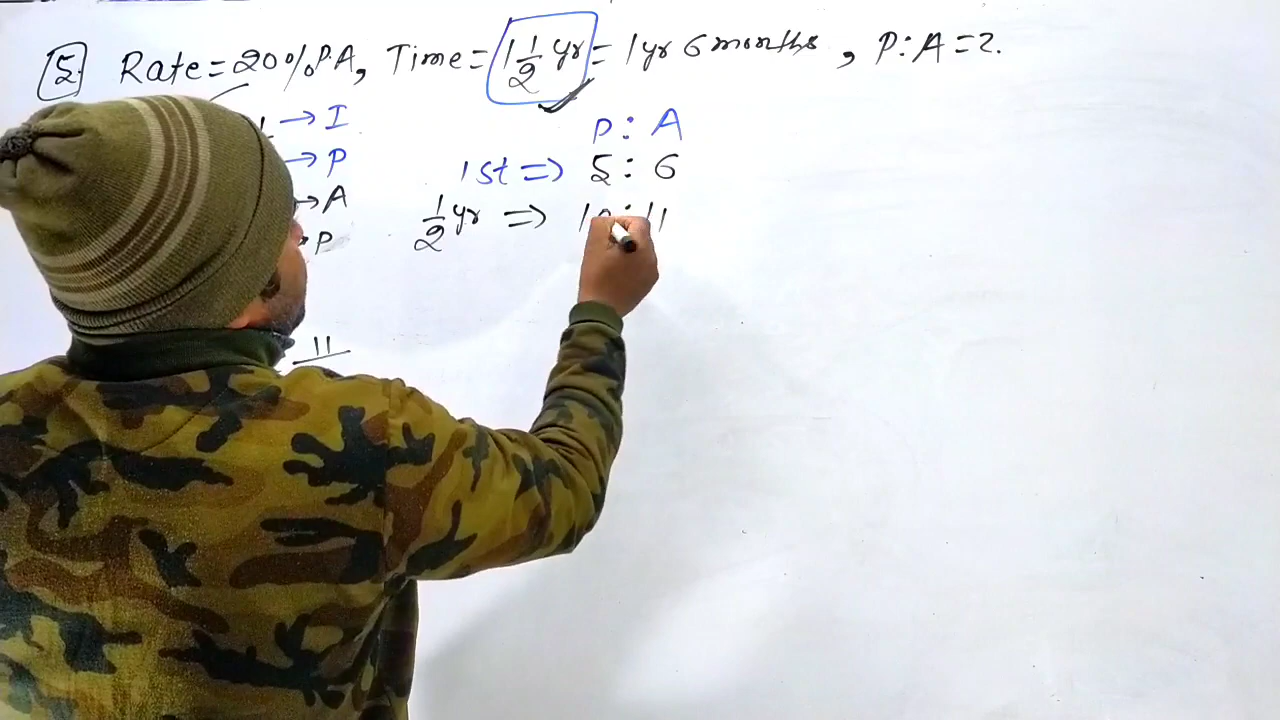 5. Rate = 20% P.A, Time = 1 1/2 yr = 1yr 6 months, P : A = ?.
→ I
→ P
→ A
P
11
P : A
1st ⇒ 5 : 6
1/2 yr ⇒ 10 : 11